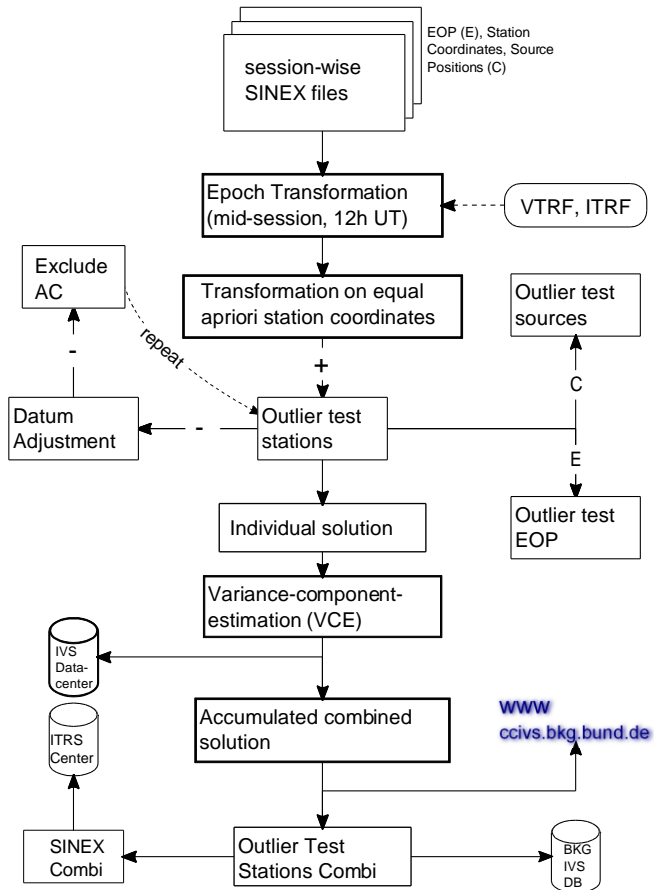 EOP (E), Station
Coordinates, Source
Positions (C)
session-wise
SINEX files
Epoch Transformation
(mid-session, 12h UT)
VTRF, ITRF
Exclude
AC
Transformation on equal
apriori station coordinates
Outlier test
sources
repeat
-
+
C
Datum
Adjustment
-
Outlier test
stations
E
Outlier test
EOP
Individual solution
Variance-component-
estimation (VCE)
IVS
Data-
center
ITRS
Center
Accumulated combined
solution
www
ccivs.bkg.bund.de
SINEX
Combi
Outlier Test
Stations Combi
BKG
IVS
DB